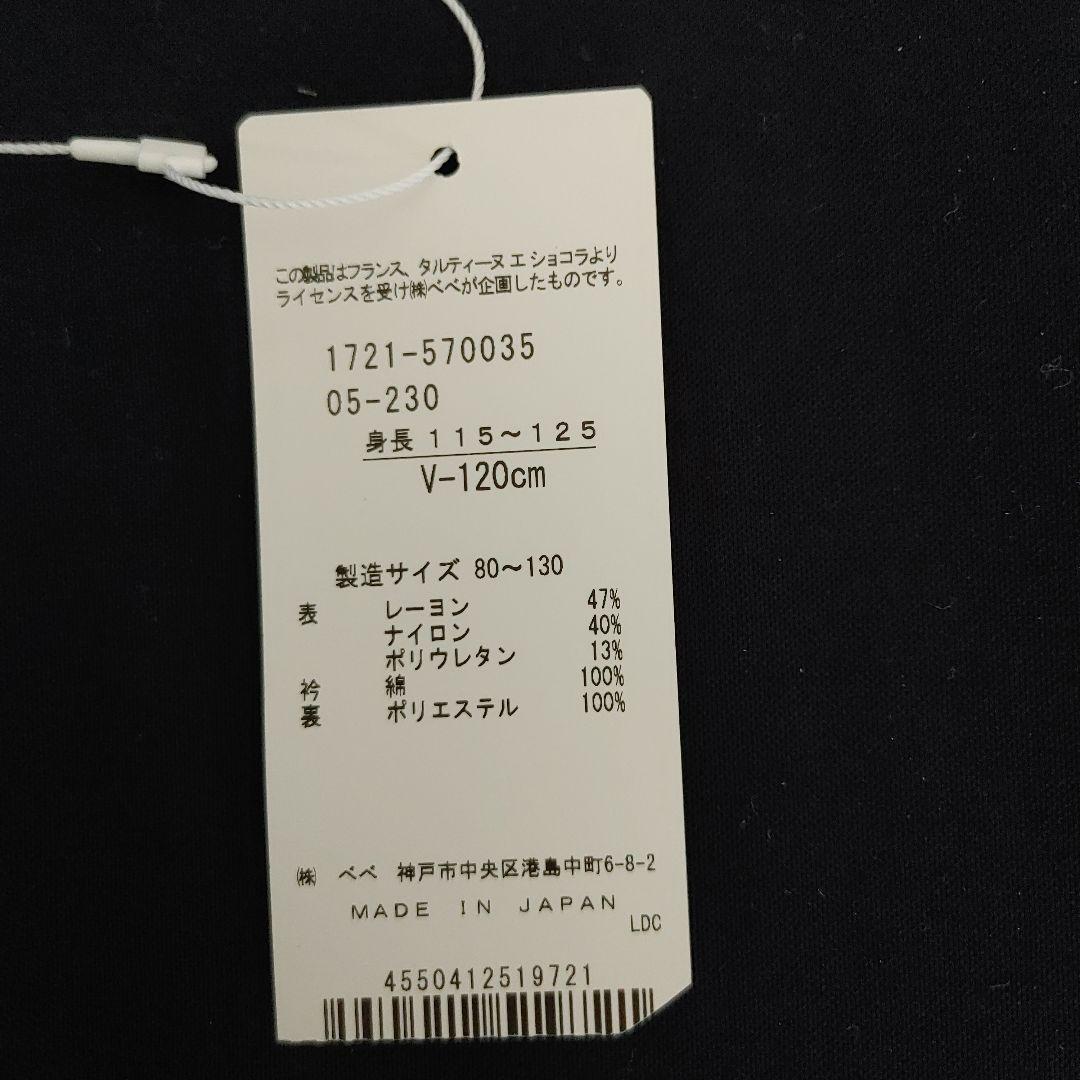 この製品はフランス、タルティーヌ エ ショコラより
ライセンスを受け㈱べべが企画したものです。
1721-570035
05-230
身長 115～125
V-120cm
製造サイズ 80～130
表 レーヨン 47%
ナイロン 40%
ポリウレタン 13%
衿 綿 100%
裏 ポリエステル 100%
㈱ べべ 神戸市中央区港島中町6-8-2
MADE IN JAPAN
LDC
4550412519721